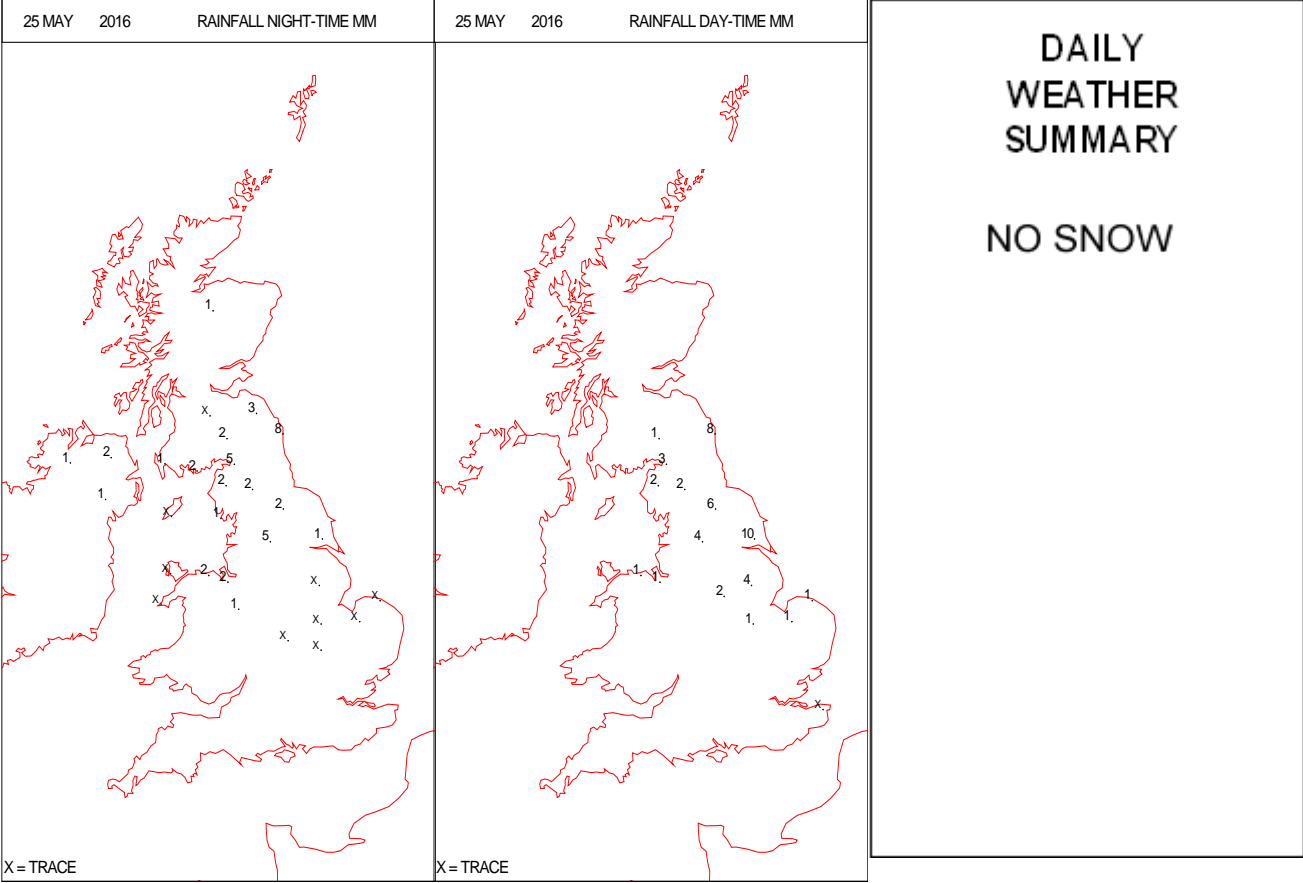 25 MAY 2016 RAINFALL NIGHT-TIME MM
1.
X. 3.
2. 8.
1. 2. 1 2. 5.
2. 2.
1. X. 1. 2.
5. 1.
X. 2. 2. X.
X. 1. X.
X. X.
X. X.
X = TRACE
25 MAY 2016 RAINFALL DAY-TIME MM
1. 8.
3.
2. 2.
6.
4. 10.
1. 1. 4.
2. 1.
1. 1.
X.
X = TRACE
DAILY
WEATHER
SUMMARY
NO SNOW